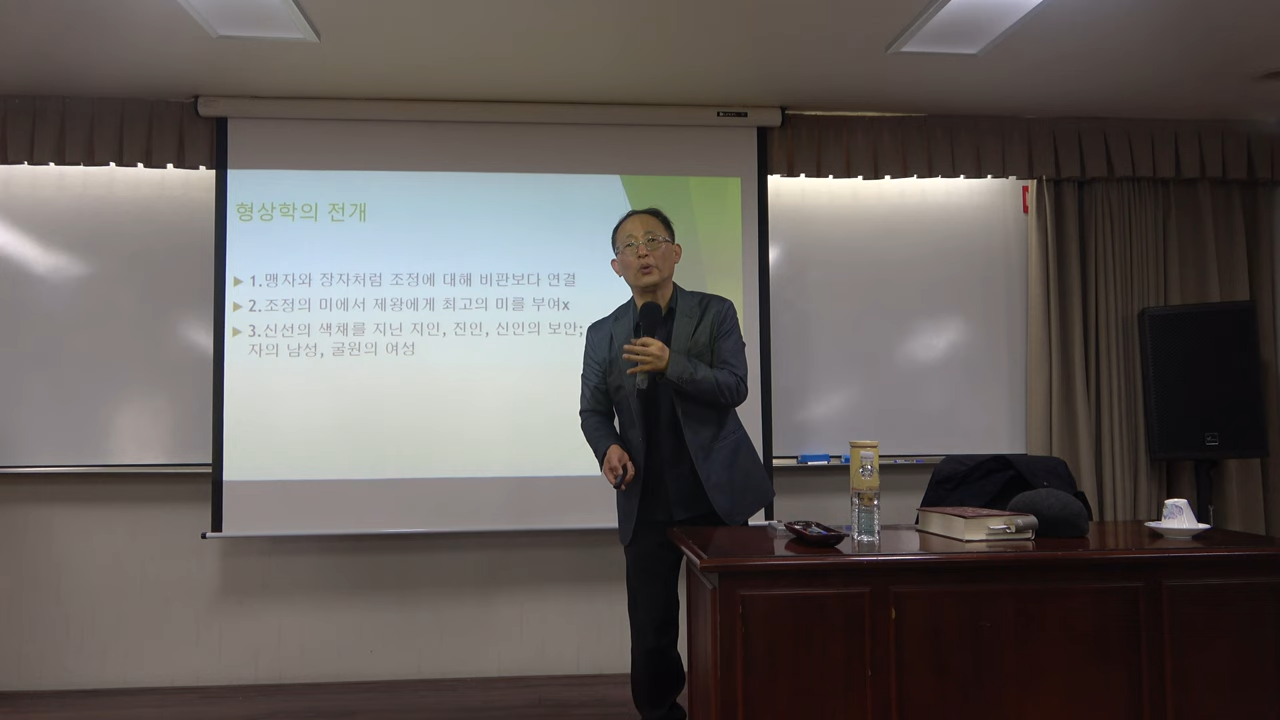 형상학의 전개
1.맹자와 장자처럼 조정에 대해 비판보다 연결
2.조정의 미에서 제왕에게 최고의 미를 부여x
3.신선의 색채를 지닌 지인, 진인, 신인의 보안;
자의 남성, 굴원의 여성